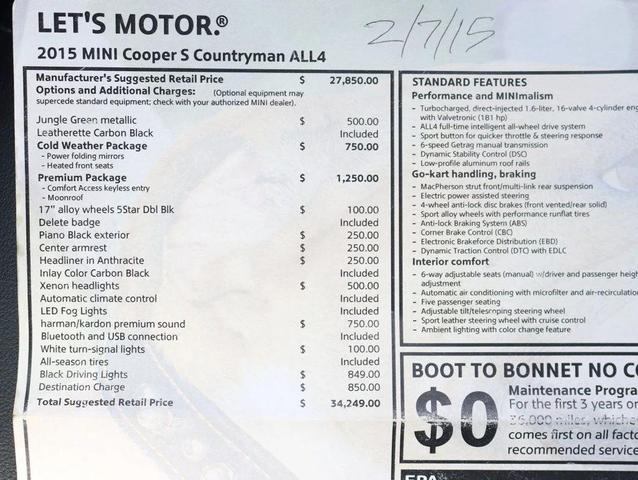 LET'S MOTOR.®
2/7/15
2015 MINI Cooper S Countryman ALL4
Manufacturer's Suggested Retail Price $ 27,850.00
Options and Additional Charges: (Optional equipment may
supercede standard equipment; check with your authorized MINI dealer).
Jungle Green metallic $ 500.00
Leatherette Carbon Black Included
Cold Weather Package $ 750.00
- Power folding mirrors
- Heated front seats
Premium Package $ 1,250.00
- Comfort Access keyless entry
- Moonroof
17" alloy wheels 5Star Dbl Blk $ 100.00
Delete badge Included
Piano Black exterior $ 250.00
Center armrest $ 250.00
Headliner in Anthracite $ 250.00
Inlay Color Carbon Black Included
Xenon headlights $ 500.00
Automatic climate control Included
LED Fog Lights Included
harman/kardon premium sound $ 750.00
Bluetooth and USB connection Included
White turn-signal lights $ 100.00
All-season tires Included
Black Driving Lights $ 849.00
Destination Charge $ 850.00
Total Suggested Retail Price $ 34,249.00
STANDARD FEATURES
Performance and MINImalism
- Turbocharged, direct-injected 1.6-liter, 16-valve 4-cylinder eng
with Valvetronic (181 hp)
- ALL4 full-time intelligent all-wheel drive system
- Sport button for quicker throttle & steering response
- 6-speed Getrag manual transmission
- Dynamic Stability Control (DSC)
- Low-profile aluminum roof rails
Go-kart handling, braking
- MacPherson strut front/multi-link rear suspension
- Electric power assisted steering
- 4-wheel anti-lock disc brakes (front vented/rear solid)
- Sport alloy wheels with performance runflat tires
- Anti-lock Braking System (ABS)
- Corner Brake Control (CBC)
- Electronic Brakeforce Distribution (EBD)
- Dynamic Traction Control (DTC) with EDLC
Interior comfort
- 6-way adjustable seats (manual) w/driver and passenger heigh
adjustment
- Automatic air conditioning with microfilter and air-recirculatio
- Five passenger seating
- Adjustable tilt/telescoping steering wheel
- Sport leather steering wheel with cruise control
- Ambient lighting with color change feature
BOOT TO BONNET NO CO
$0 Maintenance Progra
For the first 3 years or
36,000 miles, whiche
comes first on all facto
recommended service
EPA